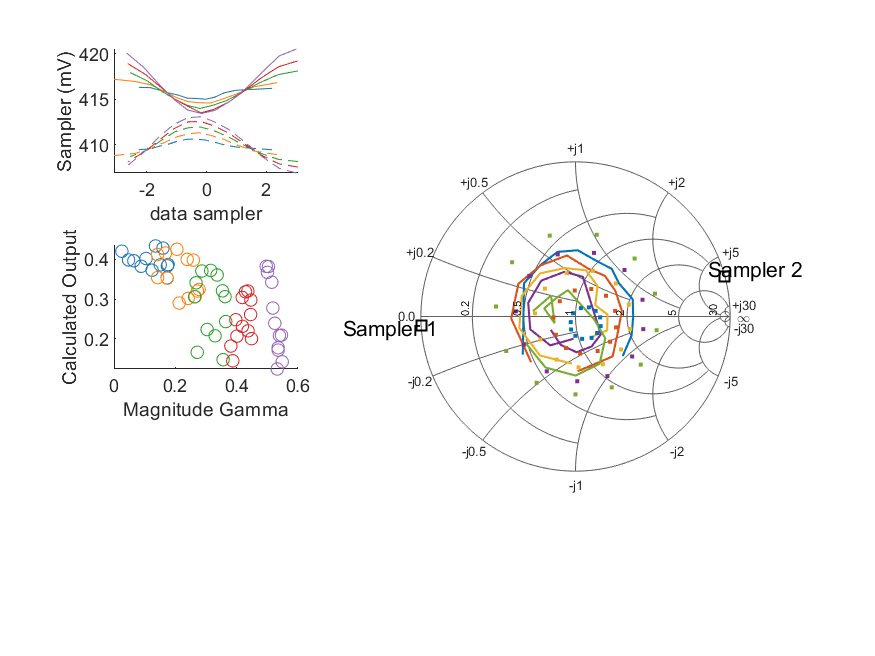 420
415
410
Sampler (mV)
-2 0 2
data sampler
0.4
0.3
0.2
Calculated Output
0 0.2 0.4 0.6
Magnitude Gamma
+j1
+j0.5 +j2
+j0.2 +j5
Sampler 2
+j30
0.0 0.2 0.5 1 2 5 30 ∞
-j30
Sampler 1
-j0.2 -j5
-j0.5 -j2
-j1